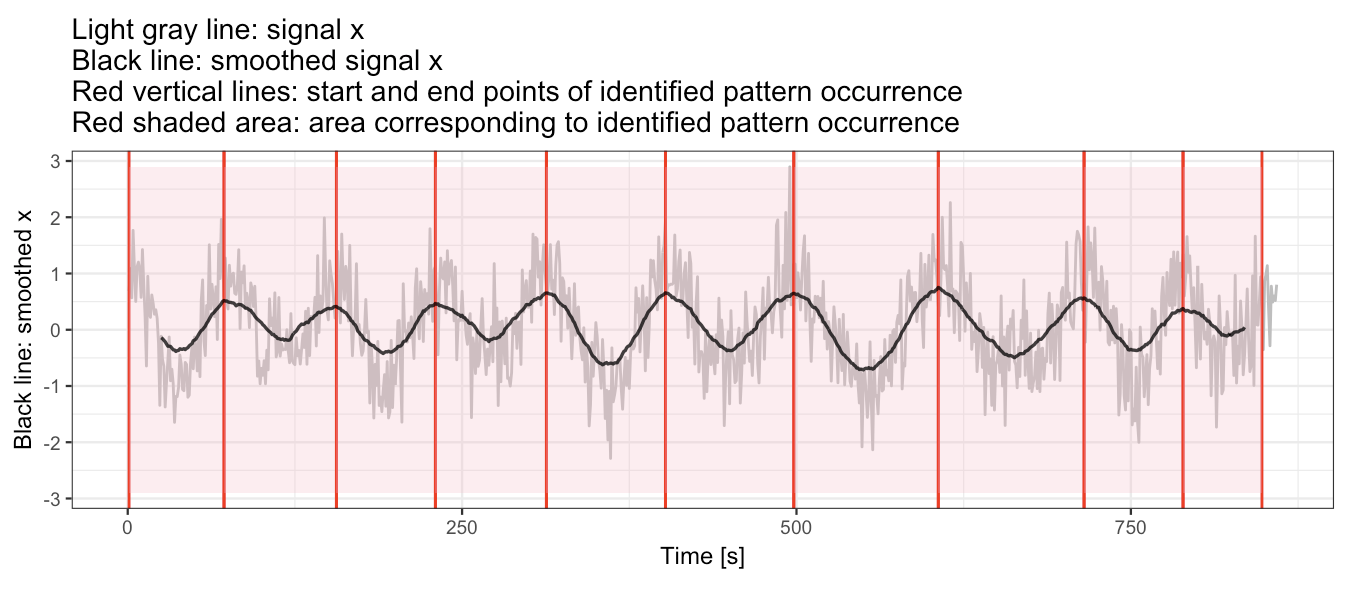 Light gray line: signal x
Black line: smoothed signal x
Red vertical lines: start and end points of identified pattern occurrence
Red shaded area: area corresponding to identified pattern occurrence
Black line: smoothed x
3
2
1
0
-1
-2
-3
0
250
500
750
Time [s]